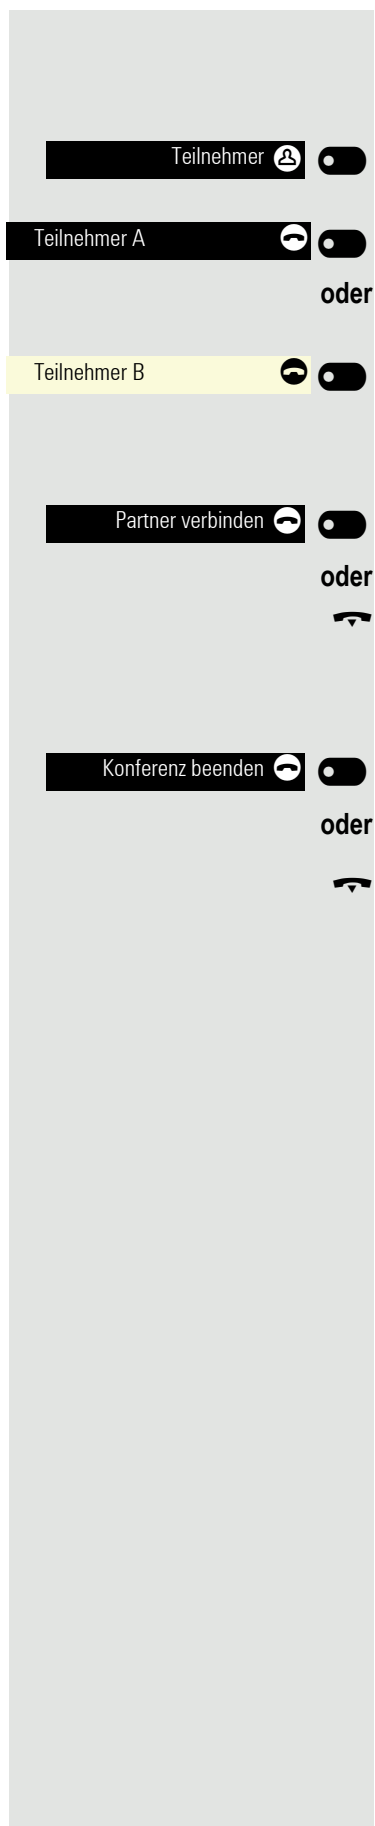 Teilnehmer
Teilnehmer A
oder
Teilnehmer B
Partner verbinden
oder
Konferenz beenden
oder